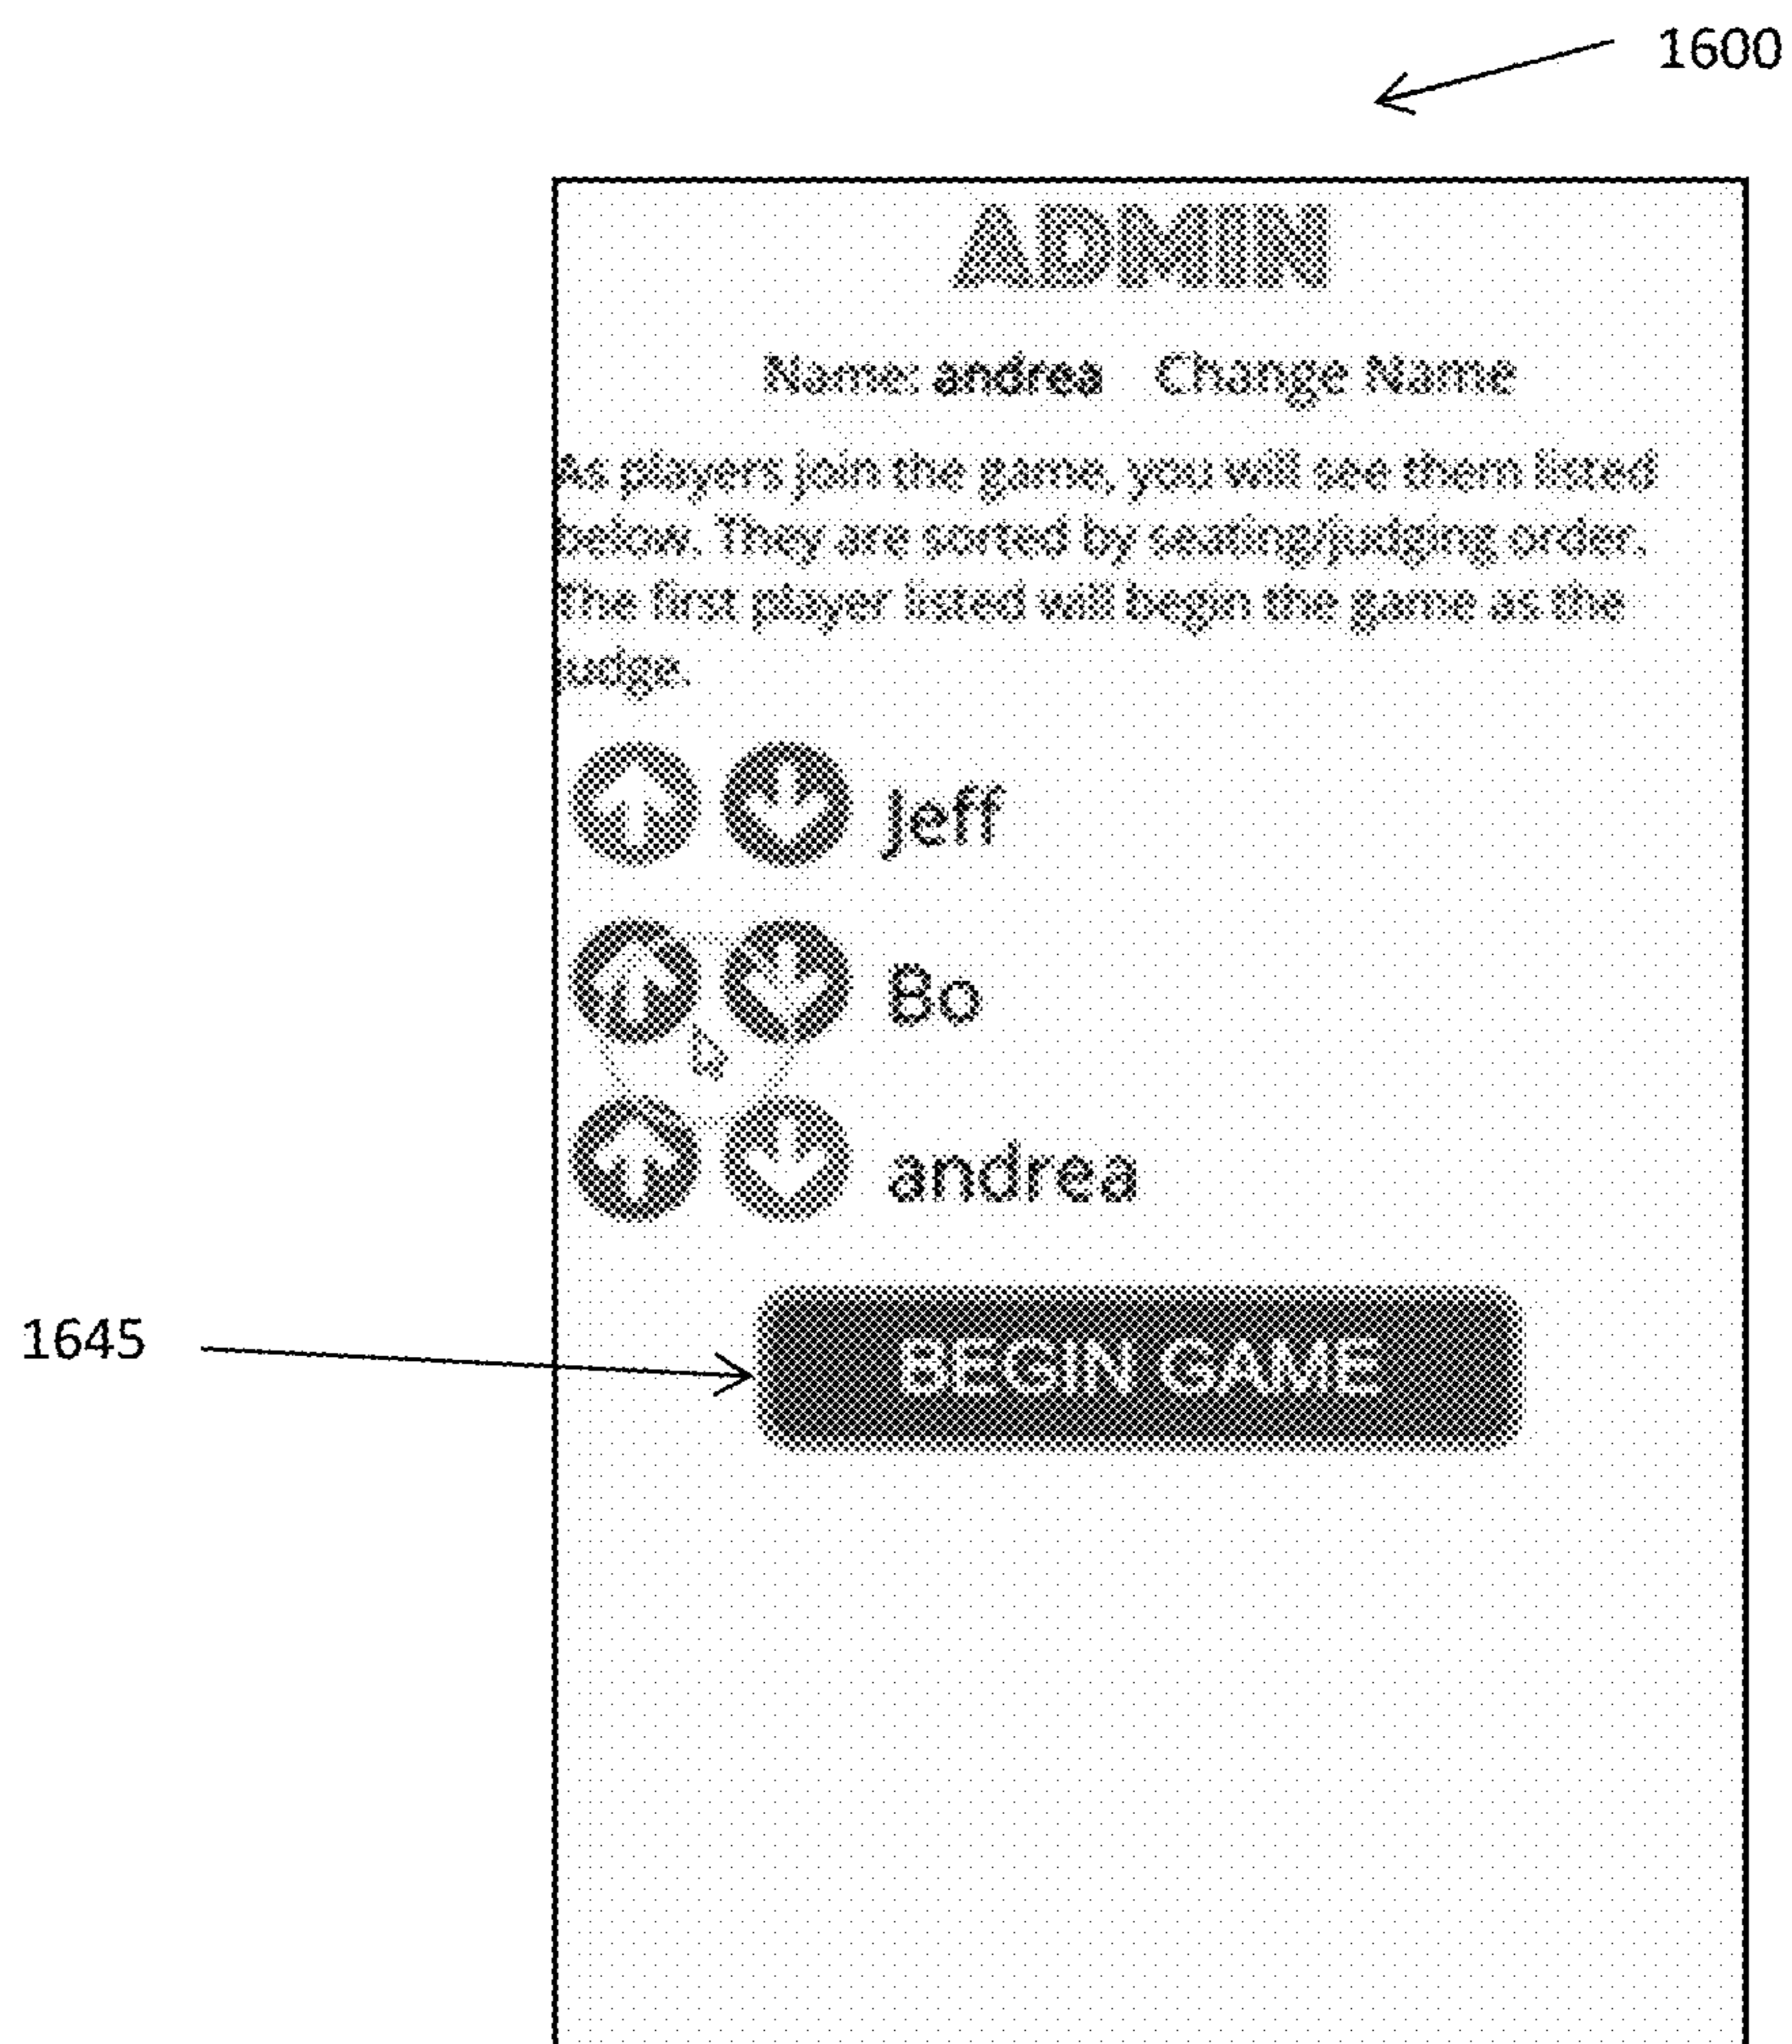 1600
ADMIN
Name: andrea Change Name
As players join the game, you will see them listed
below. They are sorted by seating/judging order.
The first player listed will begin the game as the
judge.
Jeff
Bo
andrea
1645
BEGIN GAME